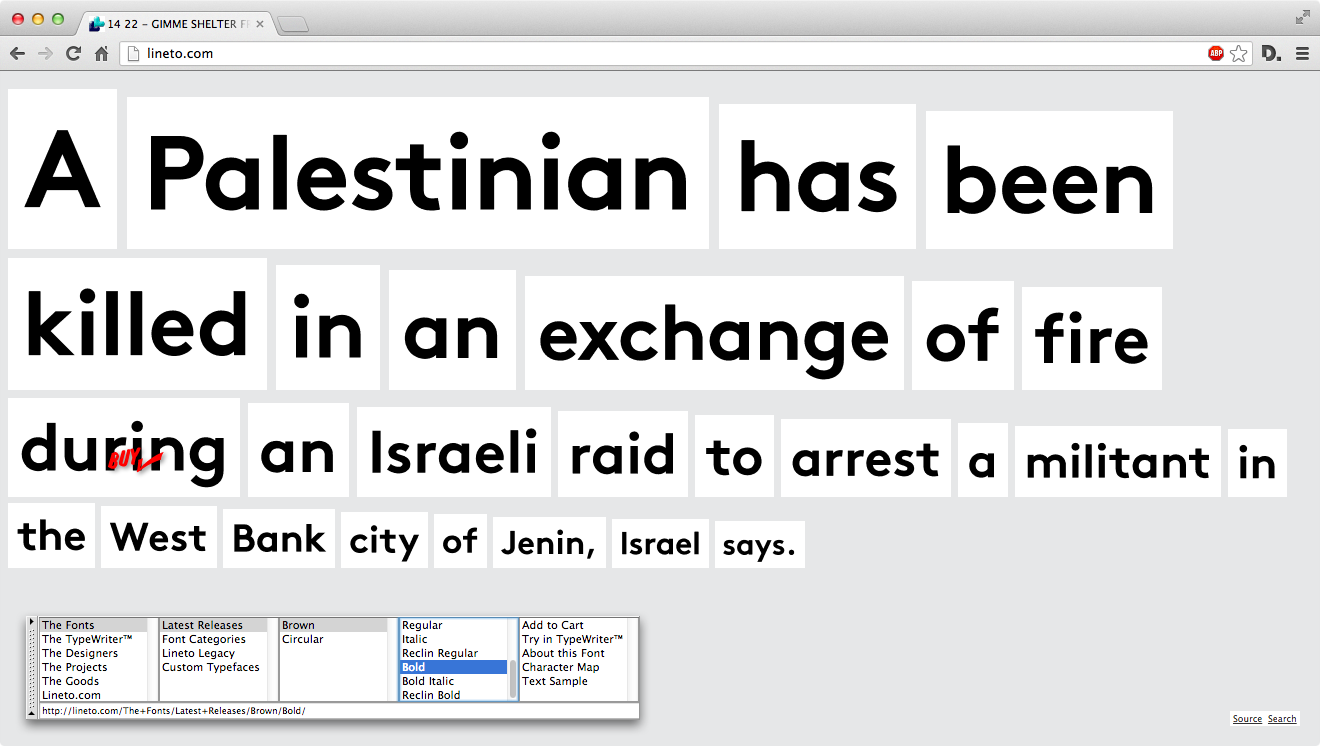 14 22 – GIMME SHELTER
lineto.com
ABP
D.
A Palestinian has been
killed in an exchange of fire
during an Israeli raid to arrest a militant in
BUY
the West Bank city of Jenin, Israel says.
The Fonts Latest Releases Brown Regular Add to Cart
The TypeWriter™ Font Categories Circular Italic Try in TypeWriter™
The Designers Lineto Legacy Reclin Regular About this Font
The Projects Custom Typefaces Bold Character Map
The Goods Bold Italic Text Sample
Lineto.com Reclin Bold
http://lineto.com/The+Fonts/Latest+Releases/Brown/Bold/
Source Search